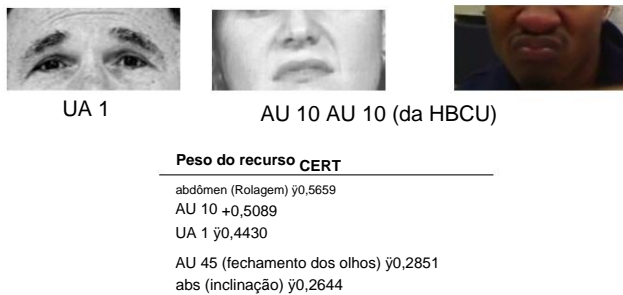 UA 1
AU 10 AU 10 (da HBCU)
Peso do recurso CERT
abdômen (Rolagem) ÿ0,5659
AU 10 +0,5089
UA 1 ÿ0,4430
AU 45 (fechamento dos olhos) ÿ0,2851
abs (inclinação) ÿ0,2644